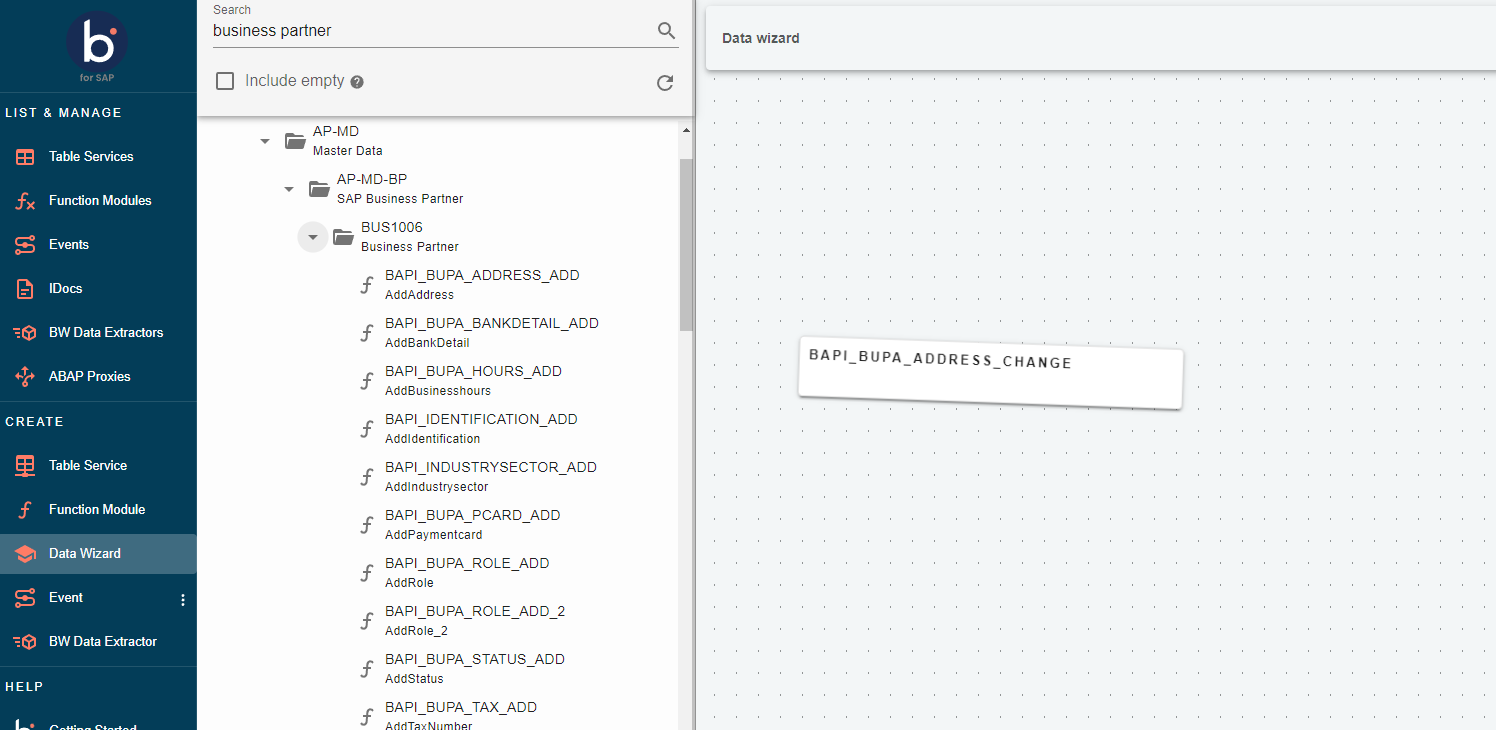 b
for SAP
LIST & MANAGE
Table Services
Function Modules
Events
IDocs
BW Data Extractors
ABAP Proxies
CREATE
Table Service
Function Module
Data Wizard
Event
BW Data Extractor
HELP
Getting Started
Search
business partner
Include empty
AP-MD
Master Data
AP-MD-BP
SAP Business Partner
BUS1006
Business Partner
BAPI_BUPA_ADDRESS_ADD
AddAddress
BAPI_BUPA_BANKDETAIL_ADD
AddBankDetail
BAPI_BUPA_HOURS_ADD
AddBusinesshours
BAPI_IDENTIFICATION_ADD
AddIdentification
BAPI_INDUSTRYSECTOR_ADD
AddIndustrysector
BAPI_BUPA_PCARD_ADD
AddPaymentcard
BAPI_BUPA_ROLE_ADD
AddRole
BAPI_BUPA_ROLE_ADD_2
AddRole_2
BAPI_BUPA_STATUS_ADD
AddStatus
BAPI_BUPA_TAX_ADD
AddTaxNumber
Data wizard
BAPI_BUPA_ADDRESS_CHANGE